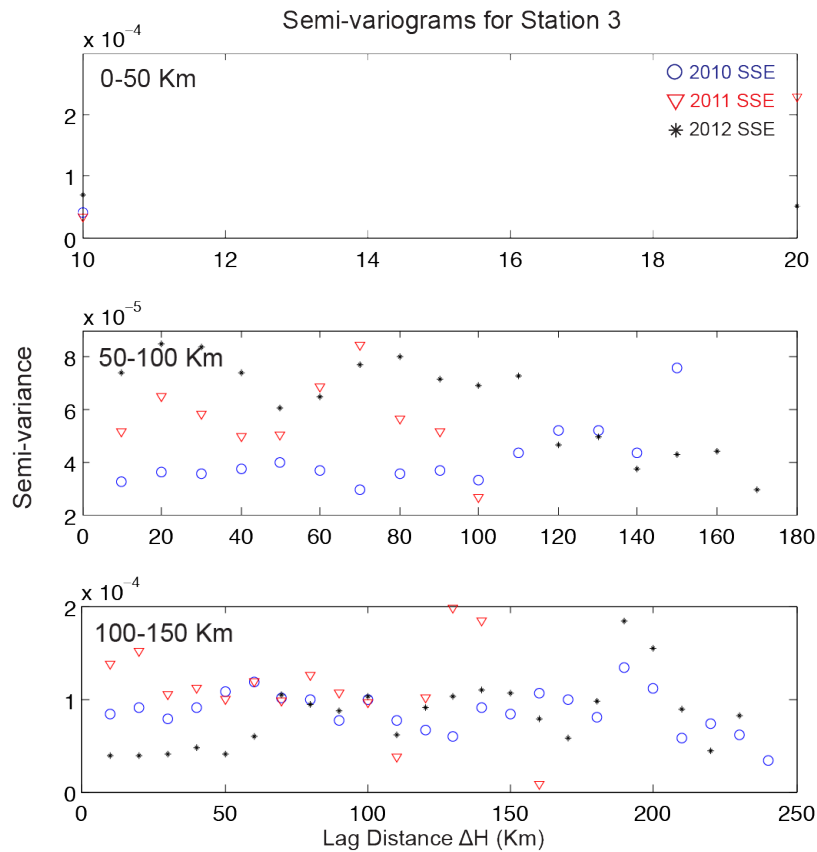 Semi-variograms for Station 3
x 10⁻⁴
0-50 Km
2010 SSE
2011 SSE
2012 SSE
2
1
0
10 12 14 16 18 20
x 10⁻⁵
50-100 Km
8
6
4
2
0 20 40 60 80 100 120 140 160 180
Semi-variance
x 10⁻⁴
100-150 Km
2
1
0
0 50 100 150 200 250
Lag Distance ΔH (Km)